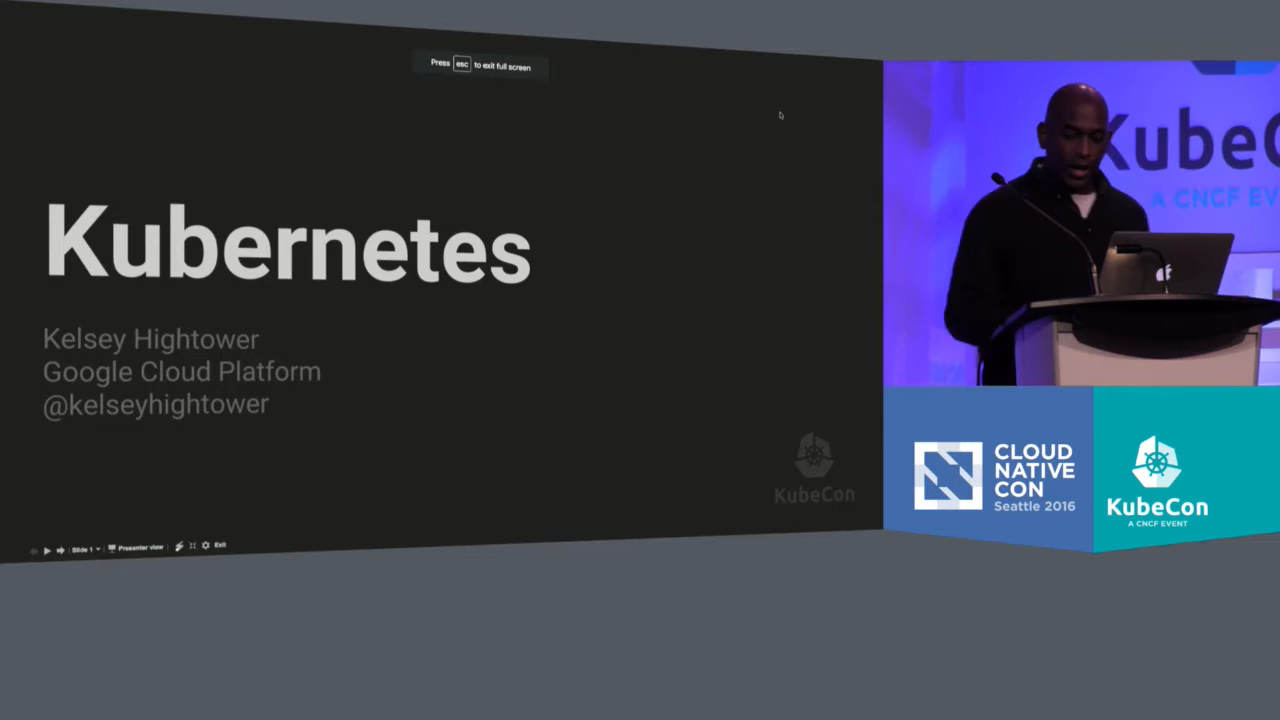 Press esc to exit full screen
Kubernetes
Kelsey Hightower
Google Cloud Platform
@kelseyhightower
KubeCon
Slide 1
Presenter view
Exit
KubeC
A CNCF EV
CLOUD
NATIVE
CON
Seattle 2016
KubeCon
A CNCF EVENT